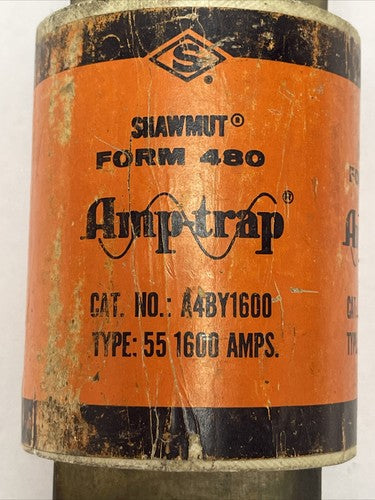 S
SHAWMUT®
FORM 480
Amp-trap®
CAT. NO.: A4BY1600
TYPE: 55 1600 AMPS.